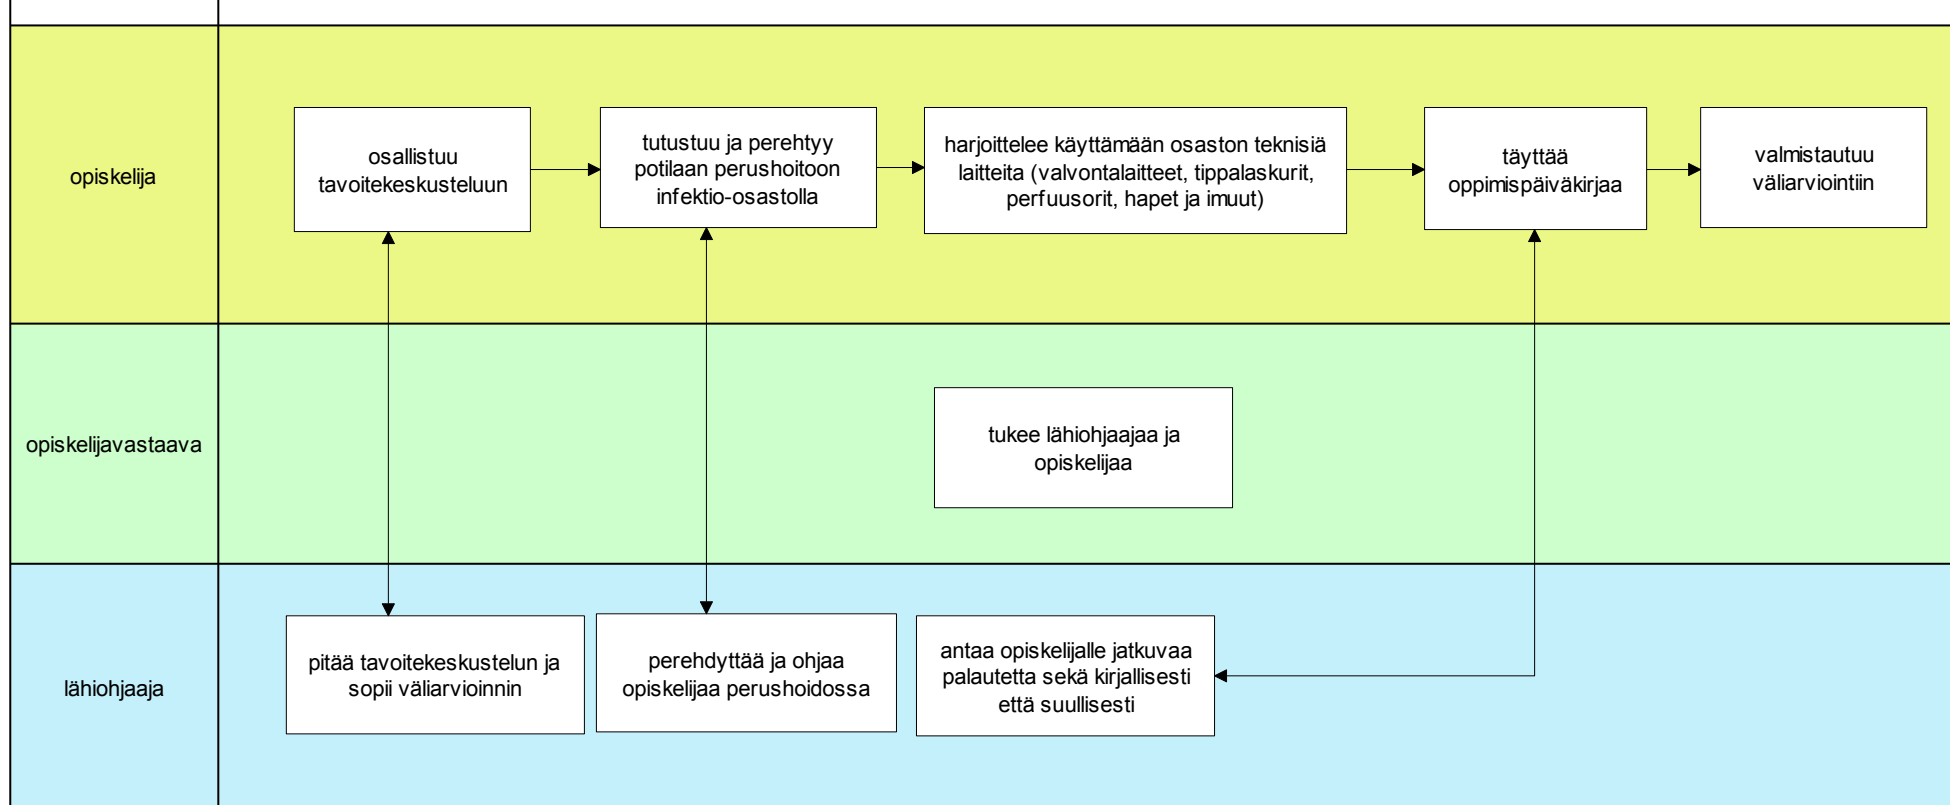 opiskelija
osallistuu
tavoitekeskusteluun
tutustuu ja perehtyy
potilaan perushoitoon
infektio-osastolla
harjoittelee käyttämään osaston teknisiä
laitteita (valvontalaitteet, tippalaskurit,
perfuusorit, hapet ja imuut)
täyttää
oppimispäiväkirjaa
valmistautuu
väliarviointiin
opiskelijavastaava
tukee lähiohjaajaa ja
opiskelijaa
lähiohjaaja
pitää tavoitekeskustelun ja
sopii väliarvioinnin
perehdyttää ja ohjaa
opiskelijaa perushoidossa
antaa opiskelijalle jatkuvaa
palautetta sekä kirjallisesti
että suullisesti